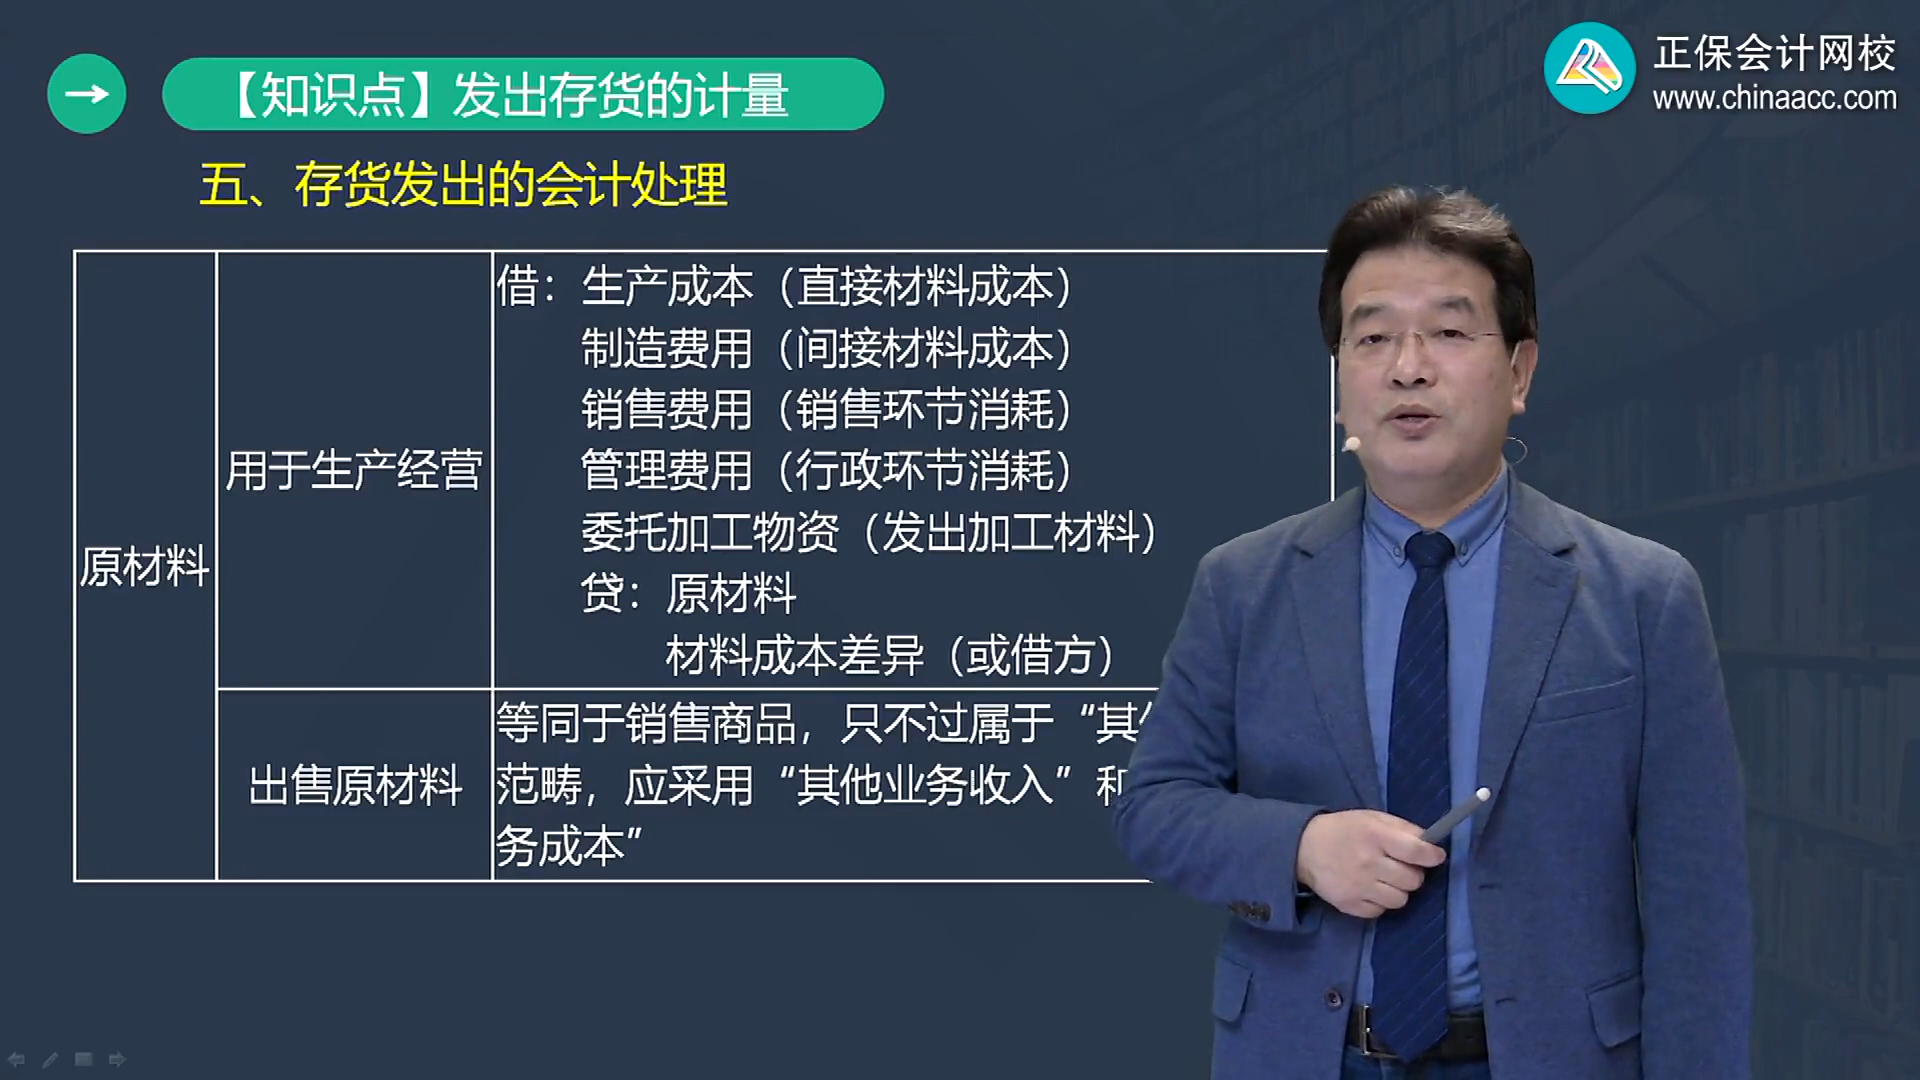 【知识点】发出存货的计量
正保会计网校
www.chinaacc.com
五、存货发出的会计处理
原材料
用于生产经营
借：生产成本（直接材料成本）
制造费用（间接材料成本）
销售费用（销售环节消耗）
管理费用（行政环节消耗）
委托加工物资（发出加工材料）
贷：原材料
材料成本差异（或借方）
出售原材料
等同于销售商品，只不过属于“其
范畴，应采用“其他业务收入”和
务成本”